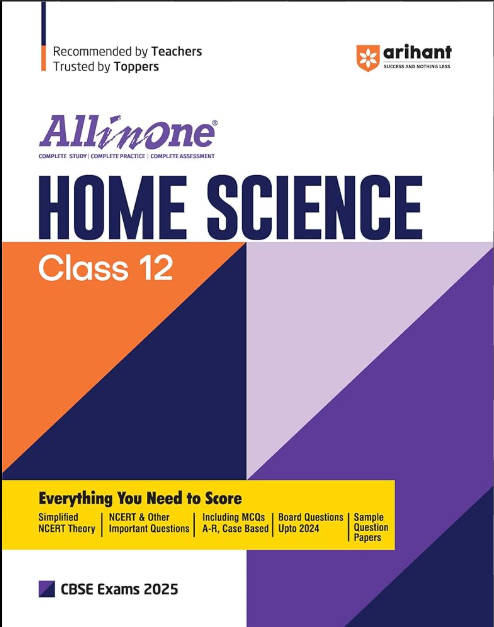 Recommended by Teachers
Trusted by Toppers
arihant
SUCCESS AND NOTHING LESS
All in One®
COMPLETE STUDY | COMPLETE PRACTICE | COMPLETE ASSESSMENT
HOME SCIENCE
Class 12
Everything You Need to Score
Simplified
NCERT Theory
NCERT & Other
Important Questions
Including MCQs
A-R, Case Based
Board Questions
Upto 2024
Sample
Question
Papers
CBSE Exams 2025